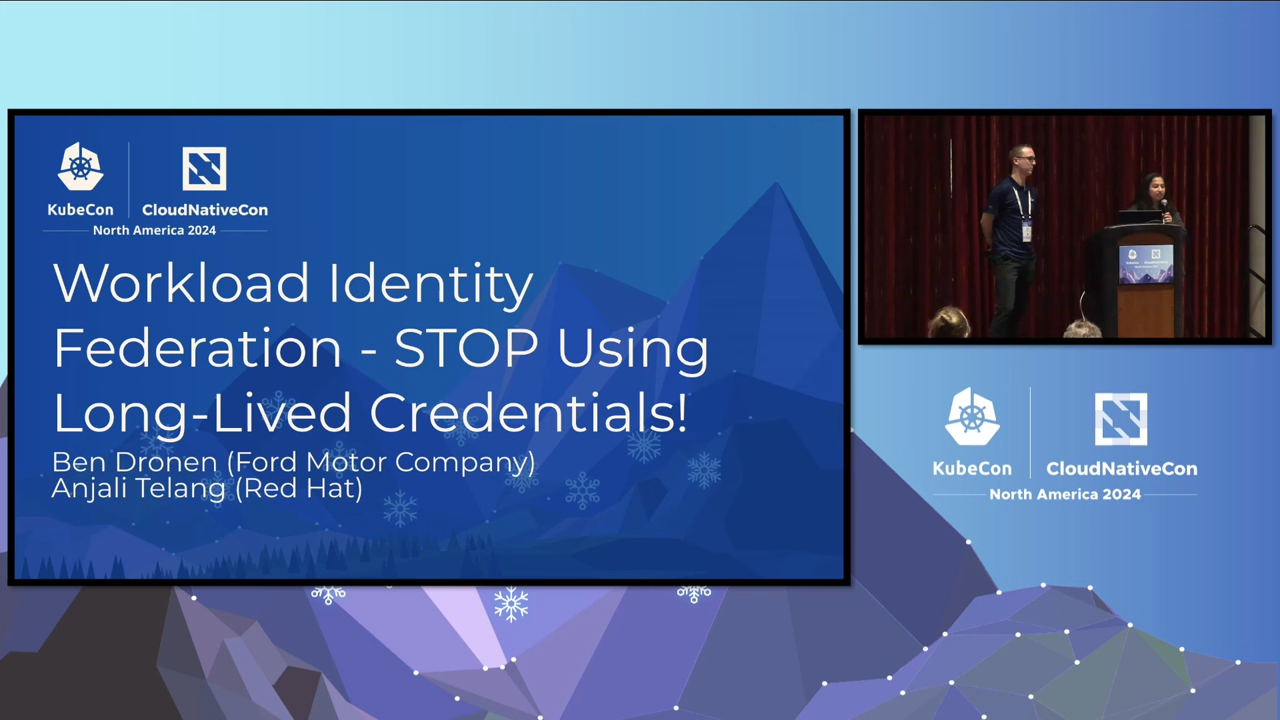 KubeCon
CloudNativeCon
North America 2024
Workload Identity
Federation - STOP Using
Long-Lived Credentials!
Ben Dronen (Ford Motor Company)
Anjali Telang (Red Hat)
KubeCon
CloudNativeCon
North America 2024